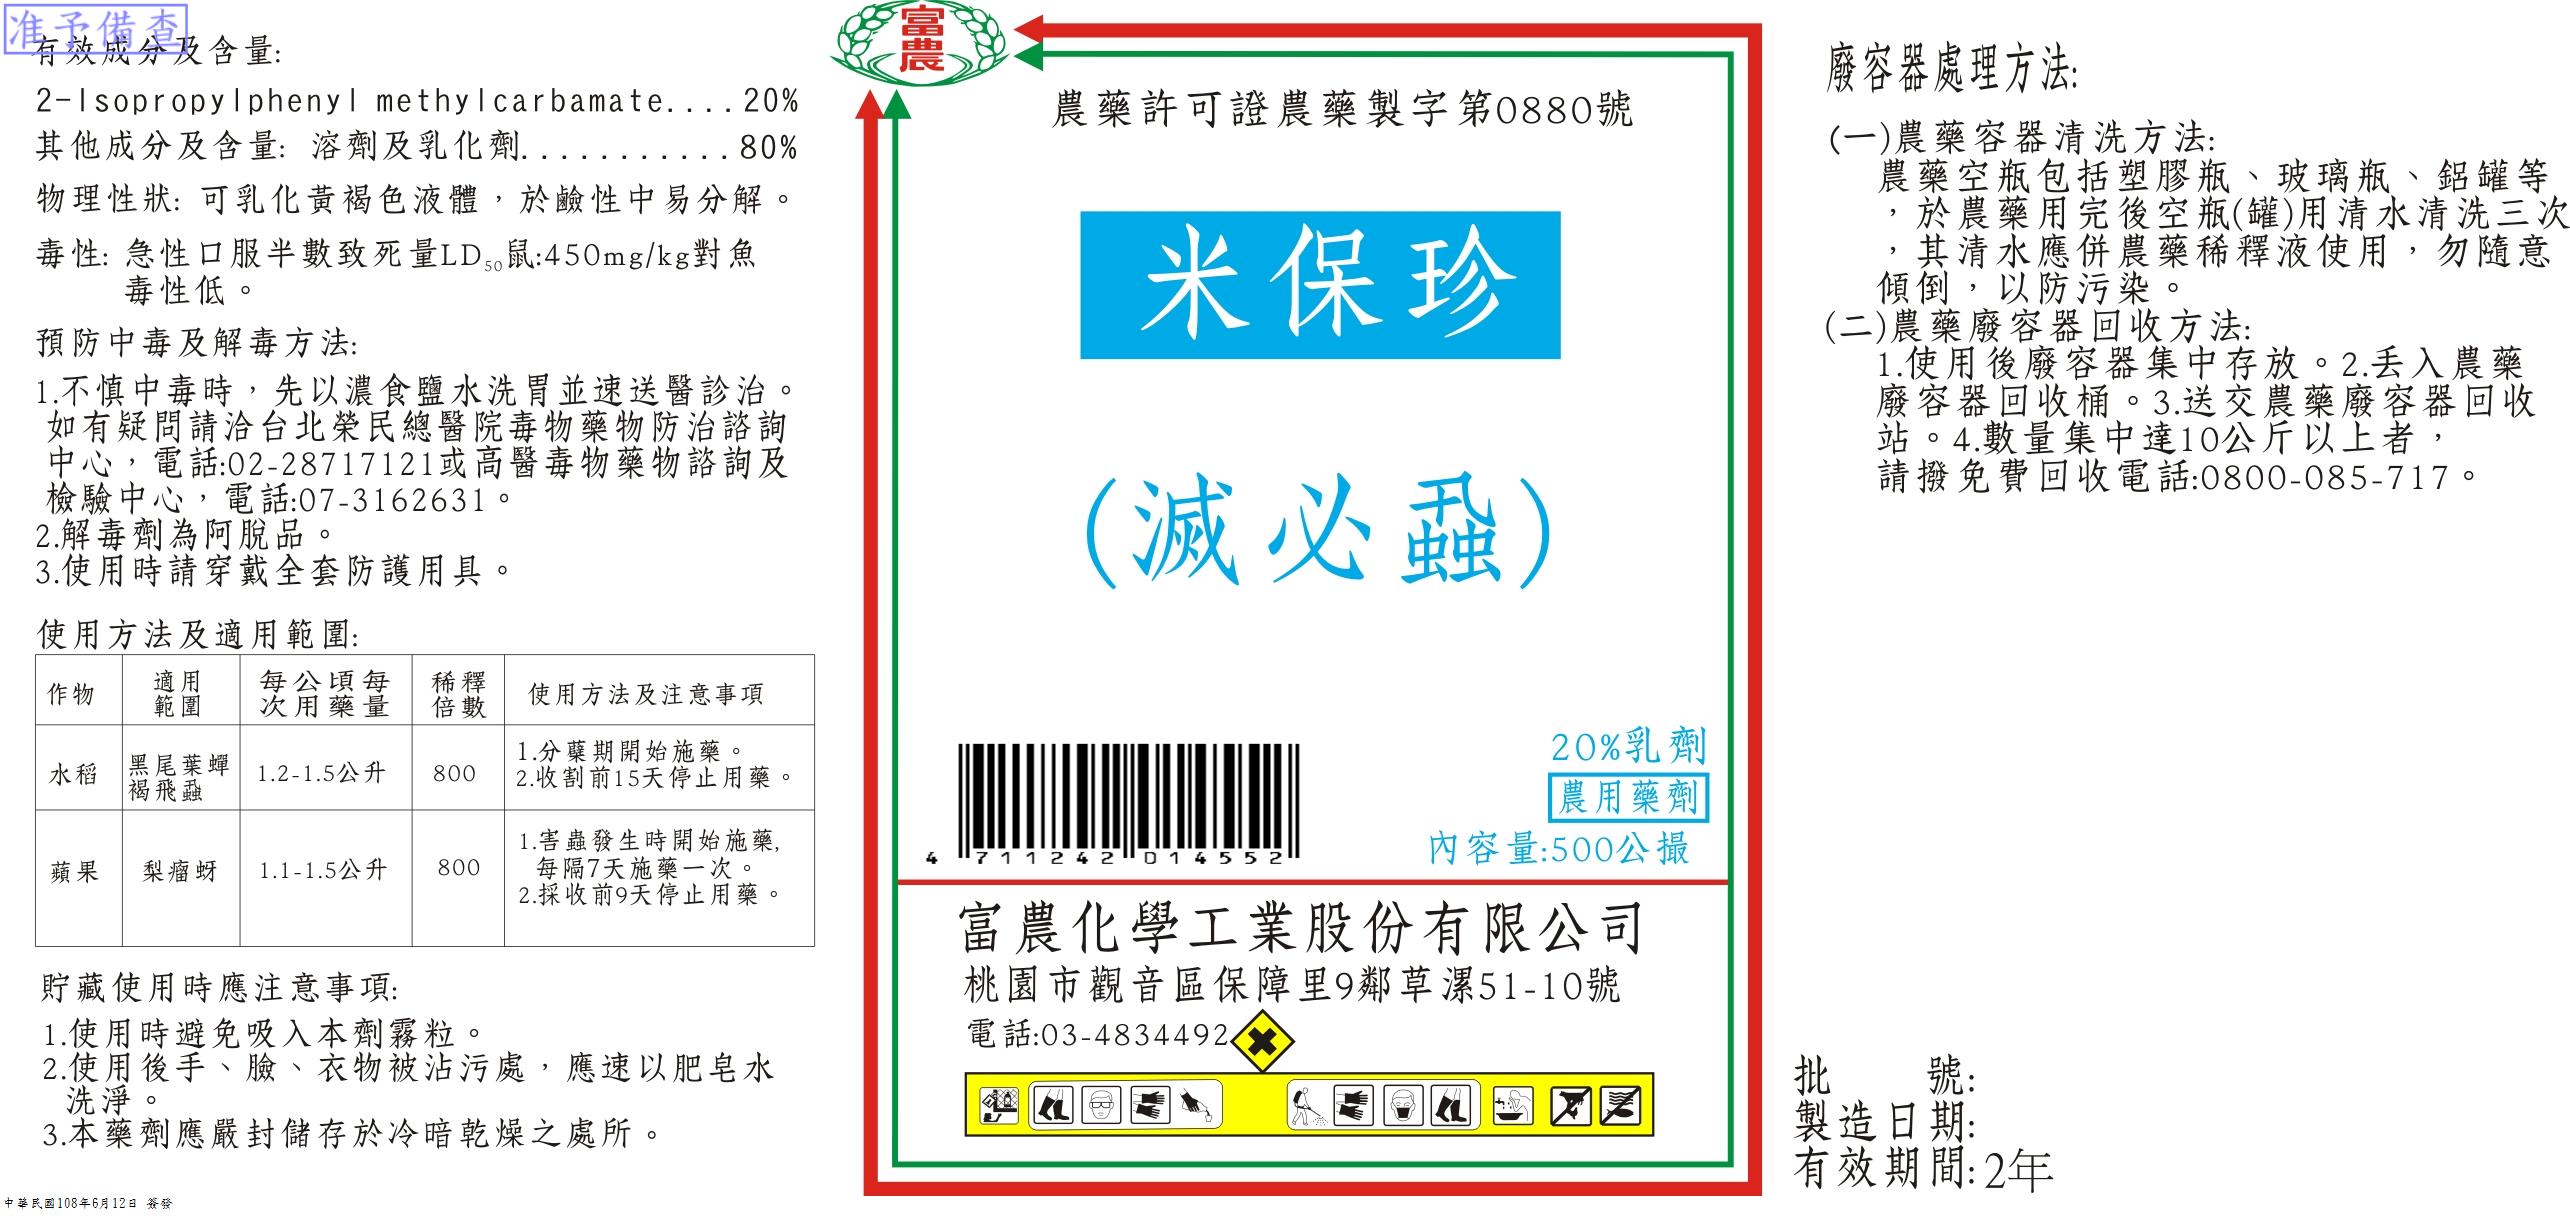 准予備查
有效成分及含量:
2-Isopropylphenyl methylcarbamate....20%
其他成分及含量: 溶劑及乳化劑...........80%
物理性狀: 可乳化黃褐色液體，於鹼性中易分解。
毒性: 急性口服半數致死量LD50鼠:450mg/kg對魚
毒性低。
預防中毒及解毒方法:
1.不慎中毒時，先以濃食鹽水洗胃並速送醫診治。
如有疑問請洽台北榮民總醫院毒物藥物防治諮詢
中心，電話:02-28717121或高醫毒物藥物諮詢及
檢驗中心，電話:07-3162631。
2.解毒劑為阿脫品。
3.使用時請穿戴全套防護用具。
使用方法及適用範圍:
作物 適用範圍 每公頃每次用藥量 稀釋倍數 使用方法及注意事項
水稻 黑尾葉蟬 褐飛蝨 1.2-1.5公升 800 1.分蘗期開始施藥。
2.收割前15天停止用藥。
蘋果 梨瘤蚜 1.1-1.5公升 800 1.害蟲發生時開始施藥,
每隔7天施藥一次。
2.採收前9天停止用藥。
貯藏使用時應注意事項:
1.使用時避免吸入本劑霧粒。
2.使用後手、臉、衣物被沾污處，應速以肥皂水
洗淨。
3.本藥劑應嚴封儲存於冷暗乾燥之處所。
中華民國108年6月12日 簽發
富農
農藥許可證農藥製字第0880號
米保珍
(滅必蝨)
20%乳劑
農用藥劑
內容量:500公撮
4 711242 014552
富農化學工業股份有限公司
桃園市觀音區保障里9鄰草漯51-10號
電話:03-4834492
廢容器處理方法:
(一)農藥容器清洗方法:
農藥空瓶包括塑膠瓶、玻璃瓶、鋁罐等
，於農藥用完後空瓶(罐)用清水清洗三次
，其清水應併農藥稀釋液使用，勿隨意
傾倒，以防污染。
(二)農藥廢容器回收方法:
1.使用後廢容器集中存放。2.丟入農藥
廢容器回收桶。3.送交農藥廢容器回收
站。4.數量集中達10公斤以上者，
請撥免費回收電話:0800-085-717。
批 號:
製造日期:
有效期間:2年